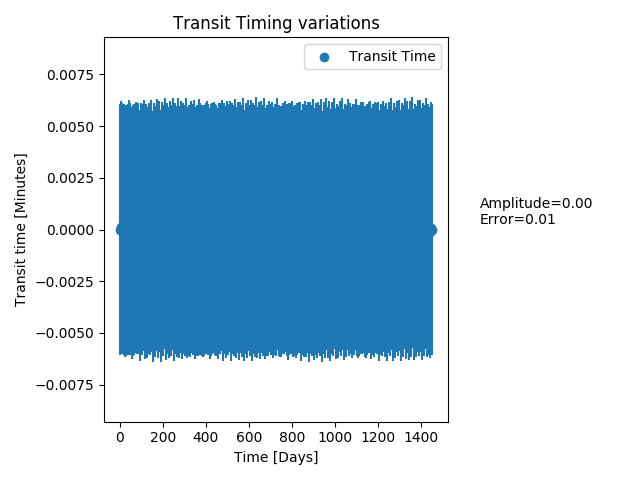 Transit Timing variations
Transit Time
0.0075
0.0050
0.0025
0.0000
−0.0025
−0.0050
−0.0075
Transit time [Minutes]
Amplitude=0.00
Error=0.01
0 200 400 600 800 1000 1200 1400
Time [Days]